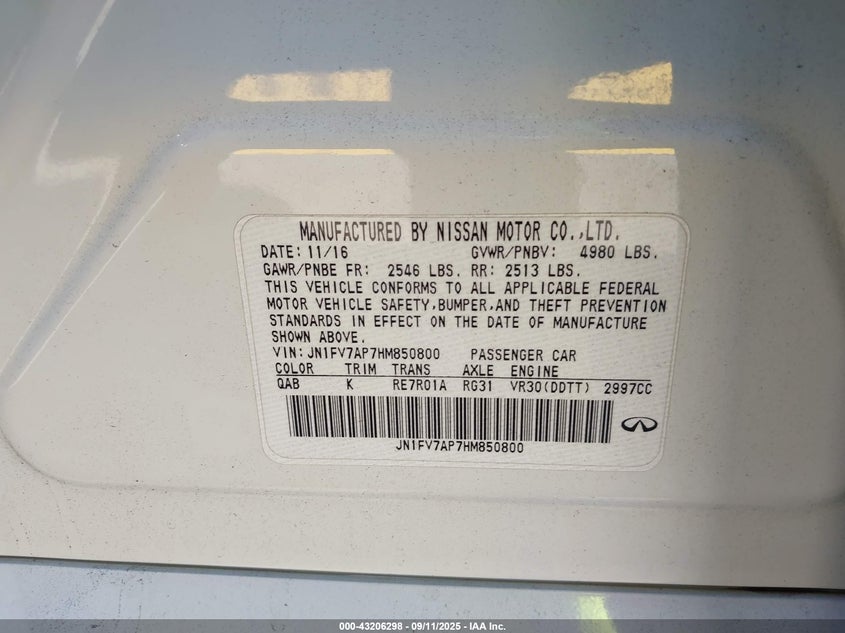 MANUFACTURED BY NISSAN MOTOR CO.,LTD.
DATE: 11/16 GVWR/PNBV: 4980 LBS.
GAWR/PNBE FR: 2546 LBS. RR: 2513 LBS.
THIS VEHICLE CONFORMS TO ALL APPLICABLE FEDERAL
MOTOR VEHICLE SAFETY,BUMPER,AND THEFT PREVENTION
STANDARDS IN EFFECT ON THE DATE OF MANUFACTURE
SHOWN ABOVE.
VIN:JN1FV7AP7HM850800 PASSENGER CAR
COLOR TRIM TRANS AXLE ENGINE
QAB K RE7R01A RG31 VR30(DDTT) 2997CC
JN1FV7AP7HM850800
000-43206298 - 09/11/2025 - IAA Inc.